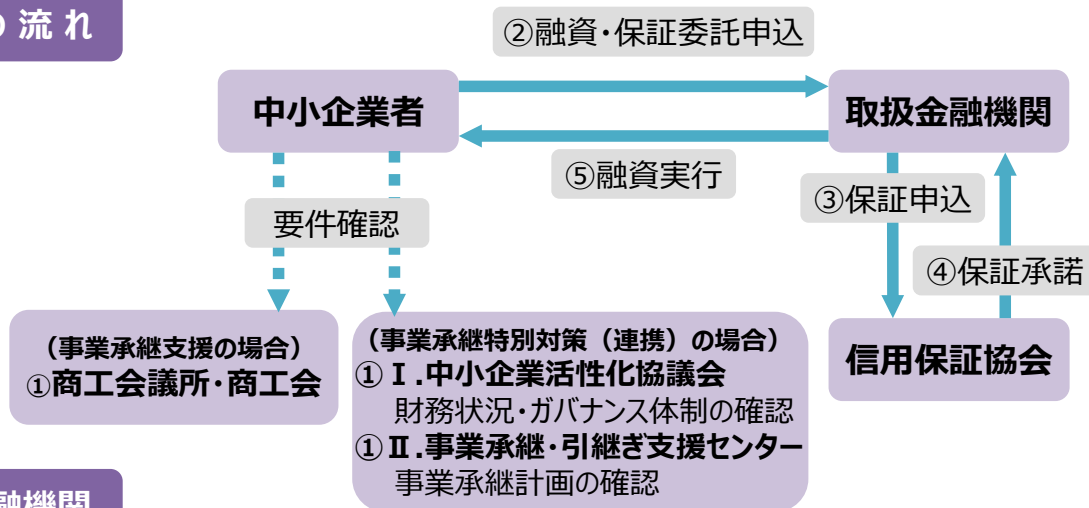 の流れ
②融資・保証委託申込
中小企業者
取扱金融機関
⑤融資実行
③保証申込
要件確認
④保証承諾
（事業承継支援の場合）
①商工会議所・商工会
（事業承継特別対策（連携）の場合）
①Ⅰ.中小企業活性化協議会
財務状況・ガバナンス体制の確認
①Ⅱ.事業承継・引継ぎ支援センター
事業承継計画の確認
信用保証協会
融機関